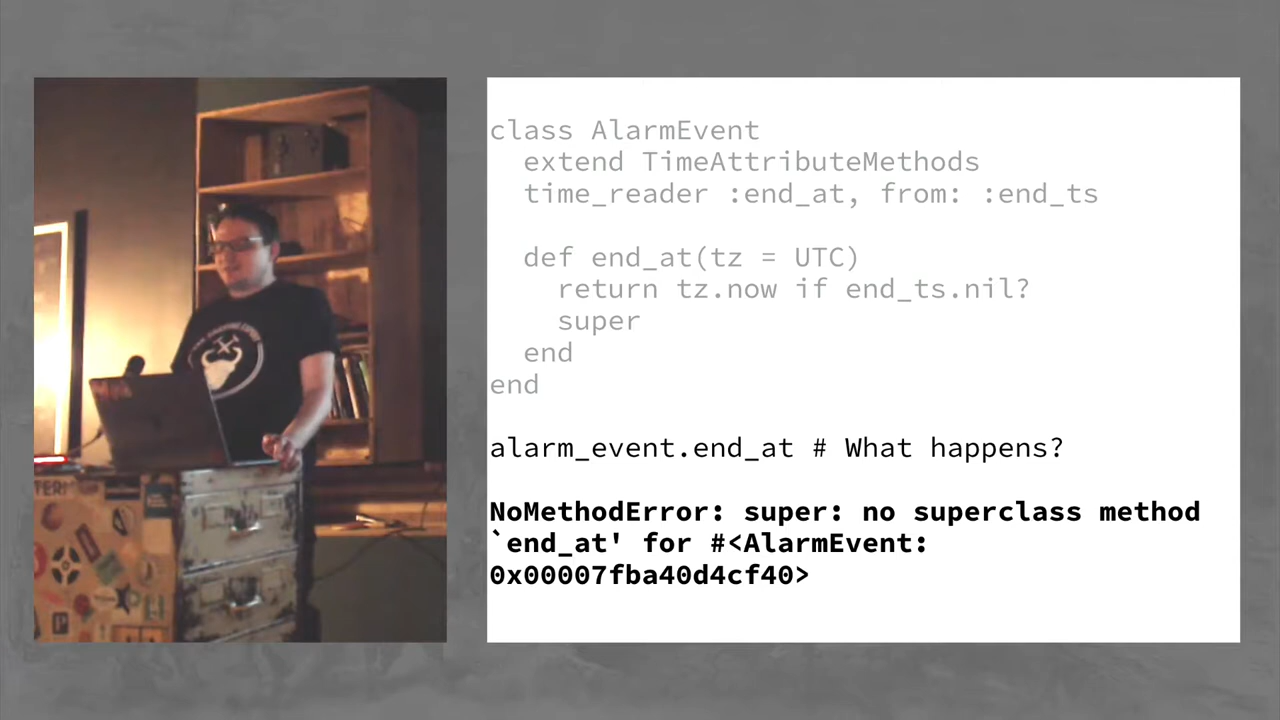 class AlarmEvent
  extend TimeAttributeMethods
  time_reader :end_at, from: :end_ts

  def end_at(tz = UTC)
    return tz.now if end_ts.nil?
    super
  end
end

alarm_event.end_at # What happens?

NoMethodError: super: no superclass method
`end_at' for #<AlarmEvent:
0x00007fba40d4cf40>